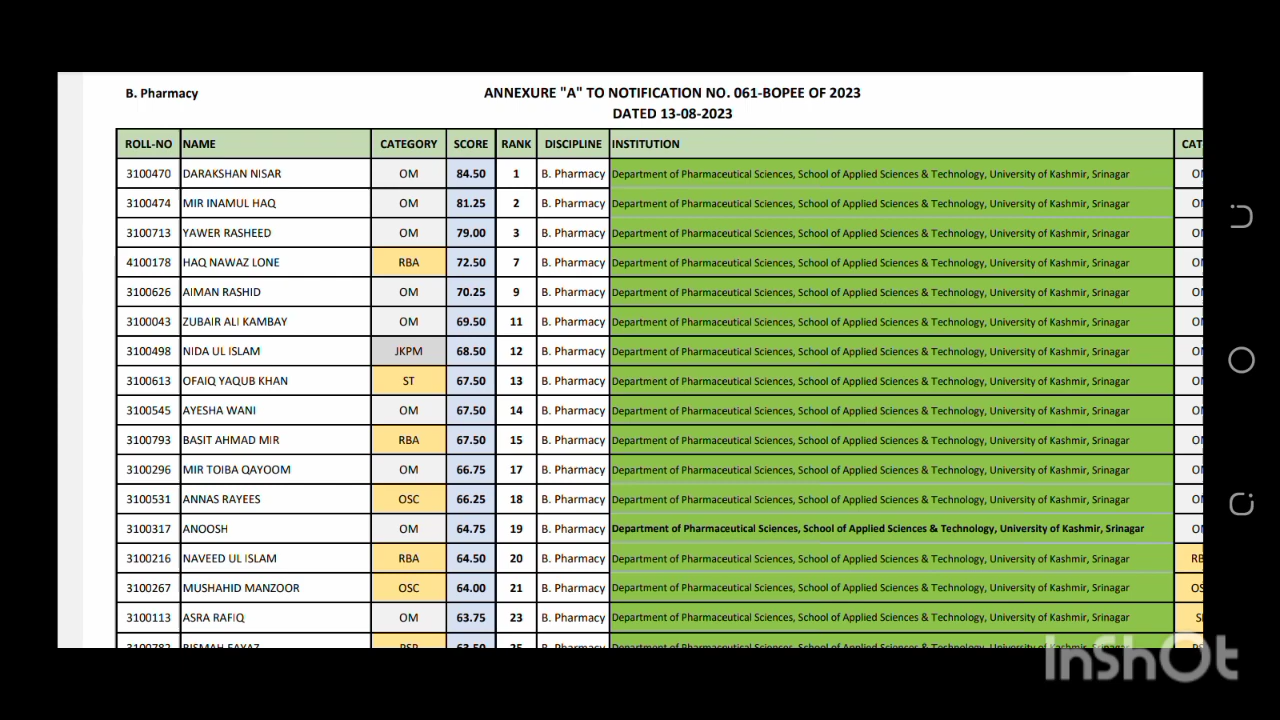 B. Pharmacy
ANNEXURE "A" TO NOTIFICATION NO. 061-BOPEE OF 2023
DATED 13-08-2023
ROLL-NO NAME CATEGORY SCORE RANK DISCIPLINE INSTITUTION CAT
3100470 DARAKSHAN NISAR OM 84.50 1 B. Pharmacy Department of Pharmaceutical Sciences, School of Applied Sciences & Technology, University of Kashmir, Srinagar
3100474 MIR INAMUL HAQ OM 81.25 2 B. Pharmacy Department of Pharmaceutical Sciences, School of Applied Sciences & Technology, University of Kashmir, Srinagar
3100713 YAWER RASHEED OM 79.00 3 B. Pharmacy Department of Pharmaceutical Sciences, School of Applied Sciences & Technology, University of Kashmir, Srinagar
4100178 HAQ NAWAZ LONE RBA 72.50 7 B. Pharmacy Department of Pharmaceutical Sciences, School of Applied Sciences & Technology, University of Kashmir, Srinagar
3100626 AIMAN RASHID OM 70.25 9 B. Pharmacy Department of Pharmaceutical Sciences, School of Applied Sciences & Technology, University of Kashmir, Srinagar
3100043 ZUBAIR ALI KAMBAY OM 69.50 11 B. Pharmacy Department of Pharmaceutical Sciences, School of Applied Sciences & Technology, University of Kashmir, Srinagar
3100498 NIDA UL ISLAM JKPM 68.50 12 B. Pharmacy Department of Pharmaceutical Sciences, School of Applied Sciences & Technology, University of Kashmir, Srinagar
3100613 OFAIQ YAQUB KHAN ST 67.50 13 B. Pharmacy Department of Pharmaceutical Sciences, School of Applied Sciences & Technology, University of Kashmir, Srinagar
3100545 AYESHA WANI OM 67.50 14 B. Pharmacy Department of Pharmaceutical Sciences, School of Applied Sciences & Technology, University of Kashmir, Srinagar
3100793 BASIT AHMAD MIR RBA 67.50 15 B. Pharmacy Department of Pharmaceutical Sciences, School of Applied Sciences & Technology, University of Kashmir, Srinagar
3100296 MIR TOIBA QAYOOM OM 66.75 17 B. Pharmacy Department of Pharmaceutical Sciences, School of Applied Sciences & Technology, University of Kashmir, Srinagar
3100531 ANNAS RAYEES OSC 66.25 18 B. Pharmacy Department of Pharmaceutical Sciences, School of Applied Sciences & Technology, University of Kashmir, Srinagar
3100317 ANOOSH OM 64.75 19 B. Pharmacy Department of Pharmaceutical Sciences, School of Applied Sciences & Technology, University of Kashmir, Srinagar
3100216 NAVEED UL ISLAM RBA 64.50 20 B. Pharmacy Department of Pharmaceutical Sciences, School of Applied Sciences & Technology, University of Kashmir, Srinagar
3100267 MUSHAHID MANZOOR OSC 64.00 21 B. Pharmacy Department of Pharmaceutical Sciences, School of Applied Sciences & Technology, University of Kashmir, Srinagar
3100113 ASRA RAFIQ OM 63.75 23 B. Pharmacy Department of Pharmaceutical Sciences, School of Applied Sciences & Technology, University of Kashmir, Srinagar
InShOt